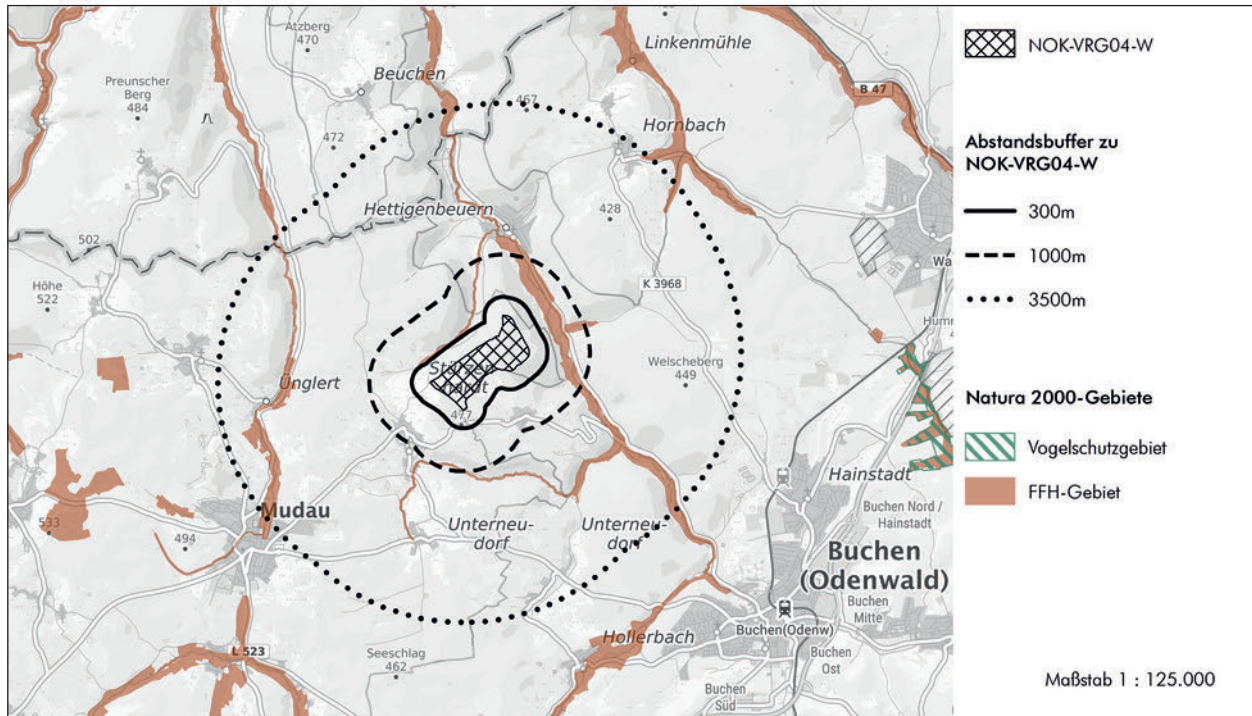 Atzberg
470
Linkenmühle
Beuchen
Preunscher
Berg
484
B 47
467
472
Hornbach
Hettigenbeuern
428
502
K 3968
Höhe
522
Welscheberg
449
Ünglert
477
Hainstadt
Mudau
533
494
Unterneu-
dorf
Unterneu-
dorf
Buchen Nord /
Hainstadt
Buchen
(Odenwald)
Buchen
Mitte
Buchen(Odenw)
Hollerbach
L 523
Seeschlag
462
Buchen
Ost
Buchen
Süd
NOK-VRG04-W
Abstandsbuffer zu
NOK-VRG04-W
300m
1000m
3500m
Natura 2000-Gebiete
Vogelschutzgebiet
FFH-Gebiet
Maßstab 1 : 125.000